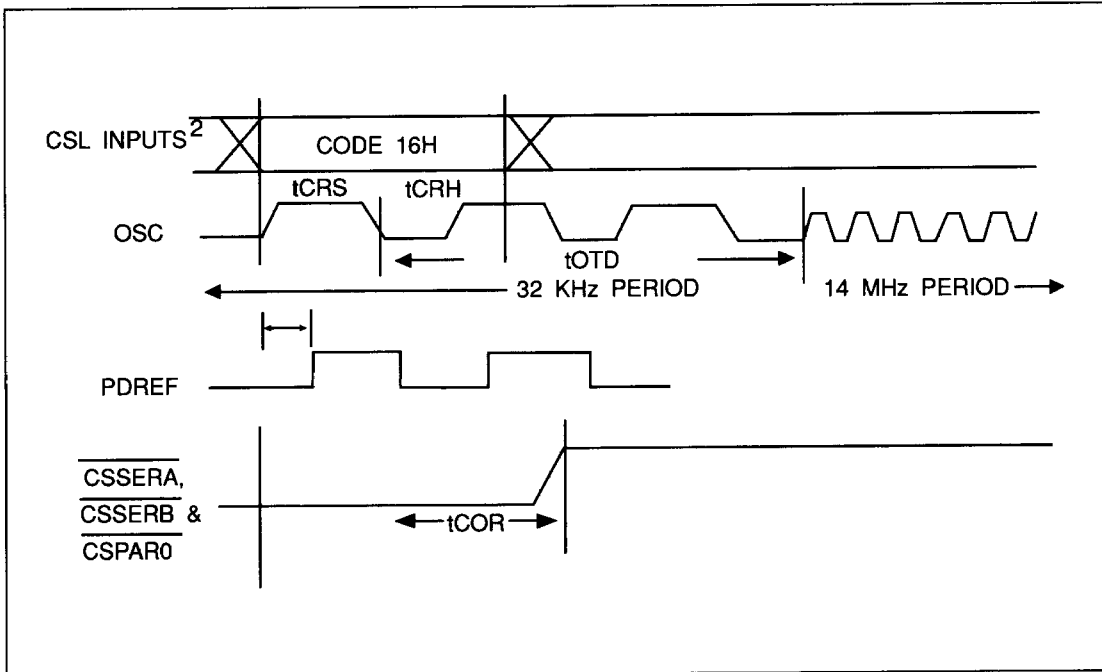 CSL INPUTS2
CODE 16H
tCRS
tCRH
OSC
tOTD
32 KHz PERIOD
14 MHz PERIOD
PDREF
CSSERA,
CSSERB &
CSPAR0
tCOR